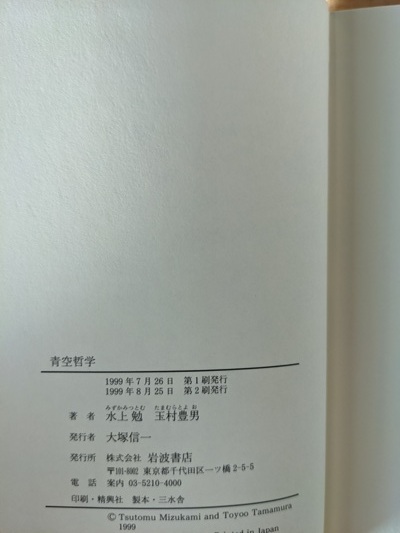 青空哲学
1999年7月26日 第1刷発行
1999年8月25日 第2刷発行
みずかみつとむ たまむらとよお
著者 水上勉 玉村豊男
発行者 大塚信一
発行所 株式会社 岩波書店
〒101-8002 東京都千代田区一ツ橋2-5-5
電話 案内 03-5210-4000
印刷・精興社 製本・三水舎
© Tsutomu Mizukami and Toyoo Tamamura
1999 Printed in Japan